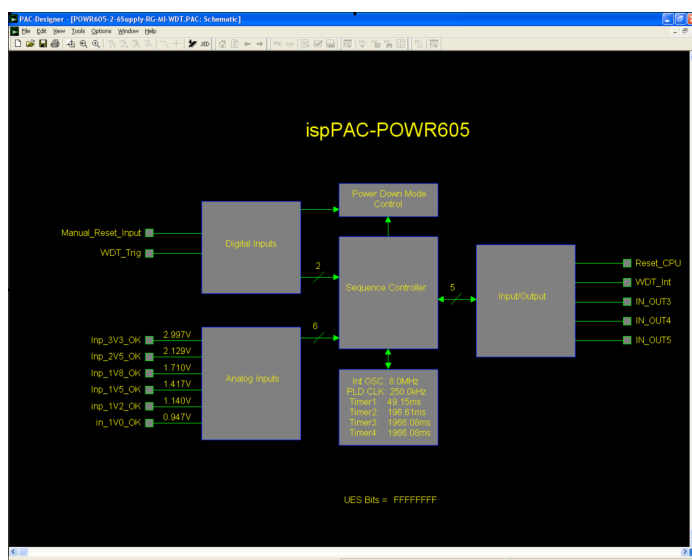 PAC-Designer - [POWR605-2-6Supply-RG-MI-WDT.PAC: Schematic]
File Edit View Tools Options Window Help
JED
ispPAC-POWR605
Power Down Mode
Control
Manual_Reset_Input
WDT_Trig
Digital Inputs
2
Sequence Controller
5
Input/Output
Reset_CPU
WDT_Int
IN_OUT3
IN_OUT4
IN_OUT5
6
Inp_3V3_OK 2.997V
Inp_2V5_OK 2.129V
Inp_1V8_OK 1.710V
Inp_1V5_OK 1.417V
inp_1V2_OK 1.140V
in_1V0_OK 0.947V
Analog Inputs
Int OSC: 8.0MHz
PLD CLK: 250.0kHz
Timer1: 49.15ms
Timer2: 196.61ms
Timer3: 1966.08ms
Timer4: 1966.08ms
UES Bits = FFFFFFFF